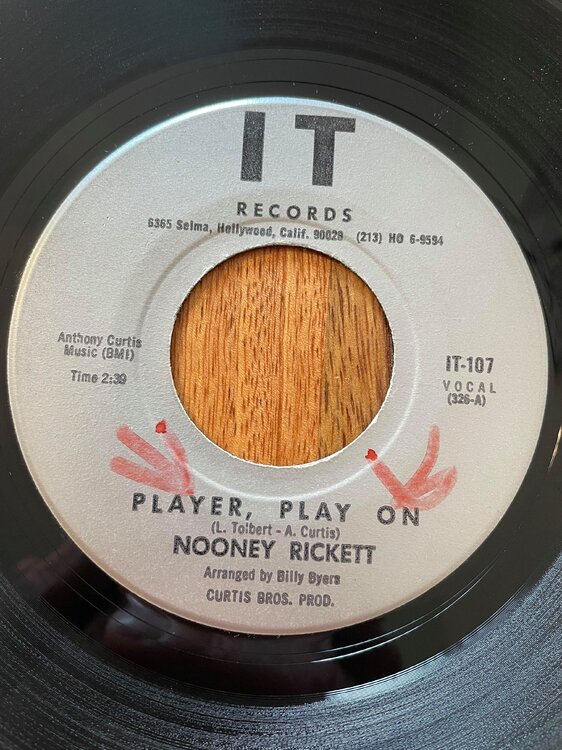 IT
RECORDS
6365 Selma, Hollywood, Calif. 90028 (213) HO 6-9594
Anthony Curtis
Music (BMI)
Time 2:39
IT-107
VOCAL
(326-A)
PLAYER, PLAY ON
(L. Tolbert - A. Curtis)
NOONEY RICKETT
Arranged by Billy Byers
CURTIS BROS. PROD.